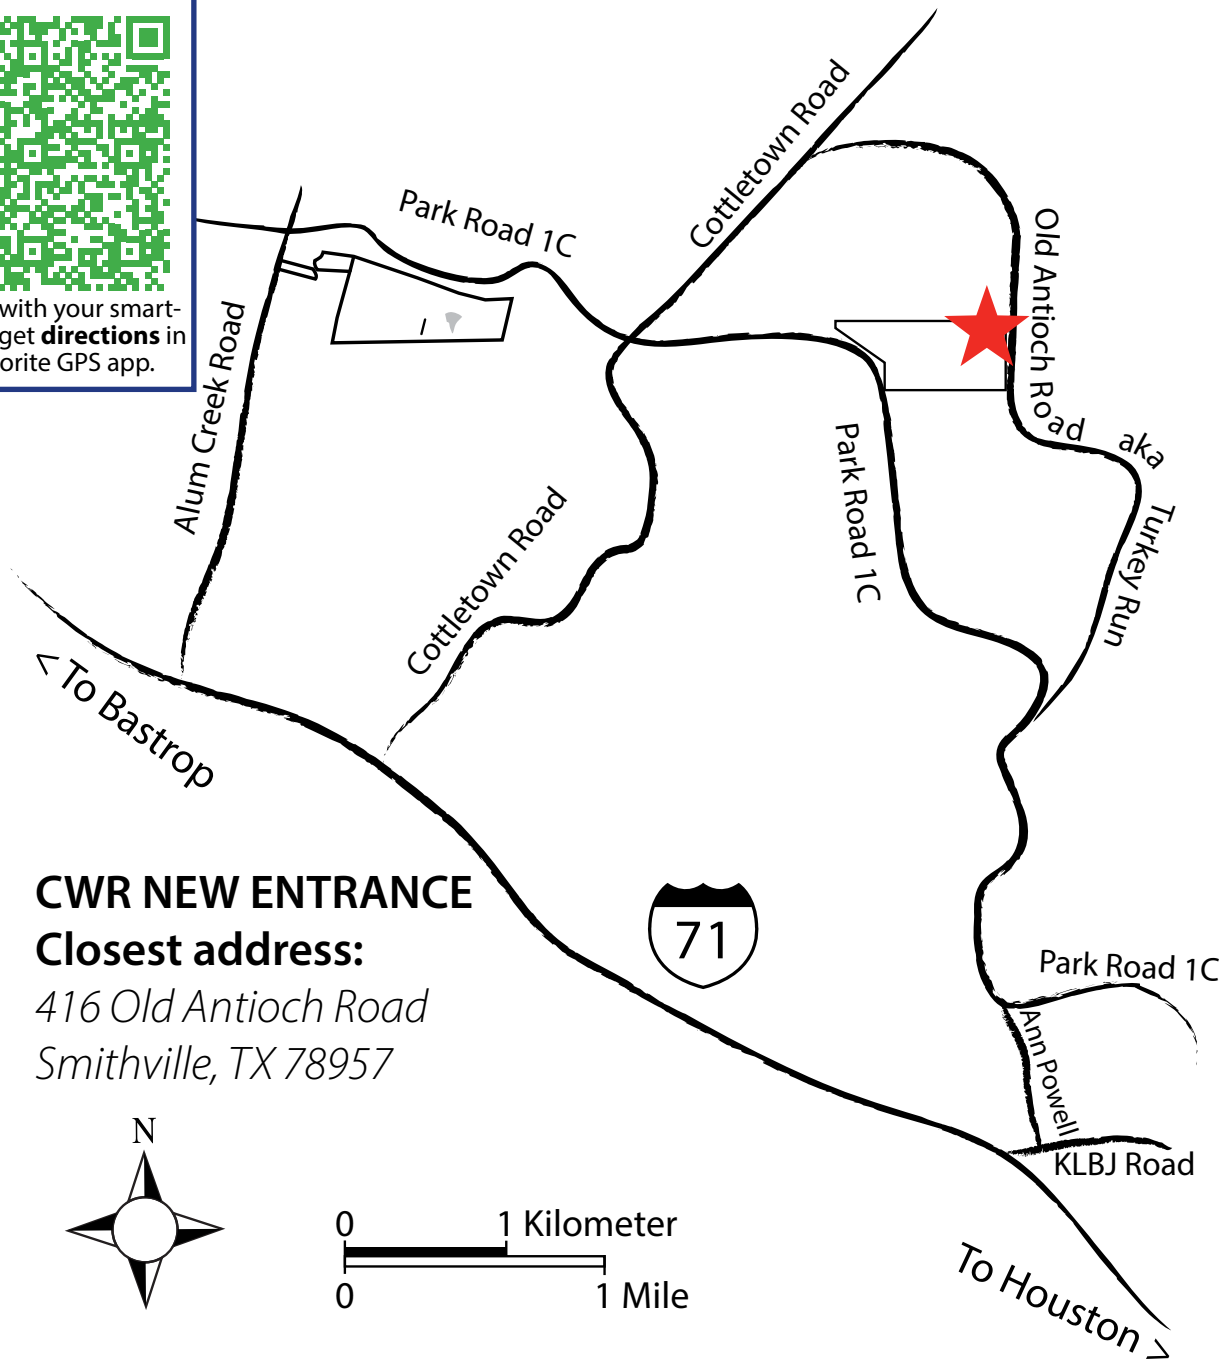 with your smart-
get directions in
orite GPS app.
Cottletown Road
Park Road 1C
Old Antioch Road aka Turkey Run
Alum Creek Road
Park Road 1C
Cottletown Road
< To Bastrop
CWR NEW ENTRANCE
Closest address:
416 Old Antioch Road
Smithville, TX 78957
71
Park Road 1C
Ann Powell
KLBJ Road
N
0 1 Kilometer
0 1 Mile
To Houston >